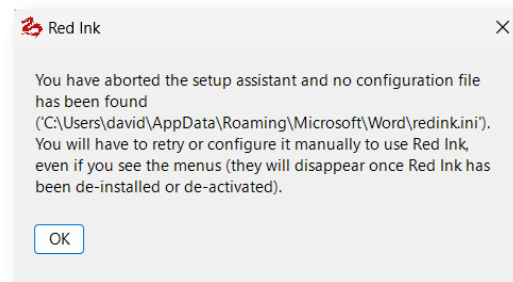 Red Ink
You have aborted the setup assistant and no configuration file
has been found
('C:\Users\david\AppData\Roaming\Microsoft\Word\redink.ini').
You will have to retry or configure it manually to use Red Ink,
even if you see the menus (they will disappear once Red Ink has
been de-installed or de-activated).
OK